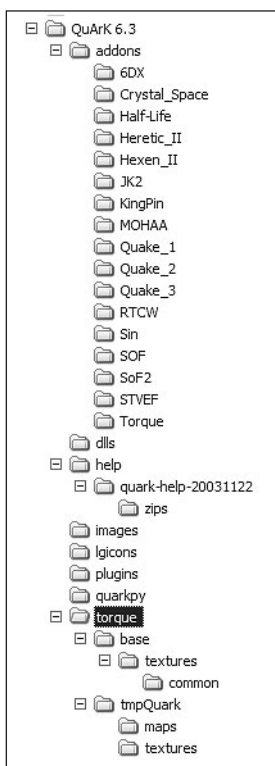 QuArK 6.3
addons
6DX
Crystal_Space
Half-Life
Heretic_II
Hexen_II
JK2
KingPin
MOHAA
Quake_1
Quake_2
Quake_3
RTCW
Sin
SOF
SoF2
STVEF
Torque
dlls
help
quark-help-20031122
zips
images
lgicons
plugins
quarkpy
torque
base
textures
common
tmpQuark
maps
textures